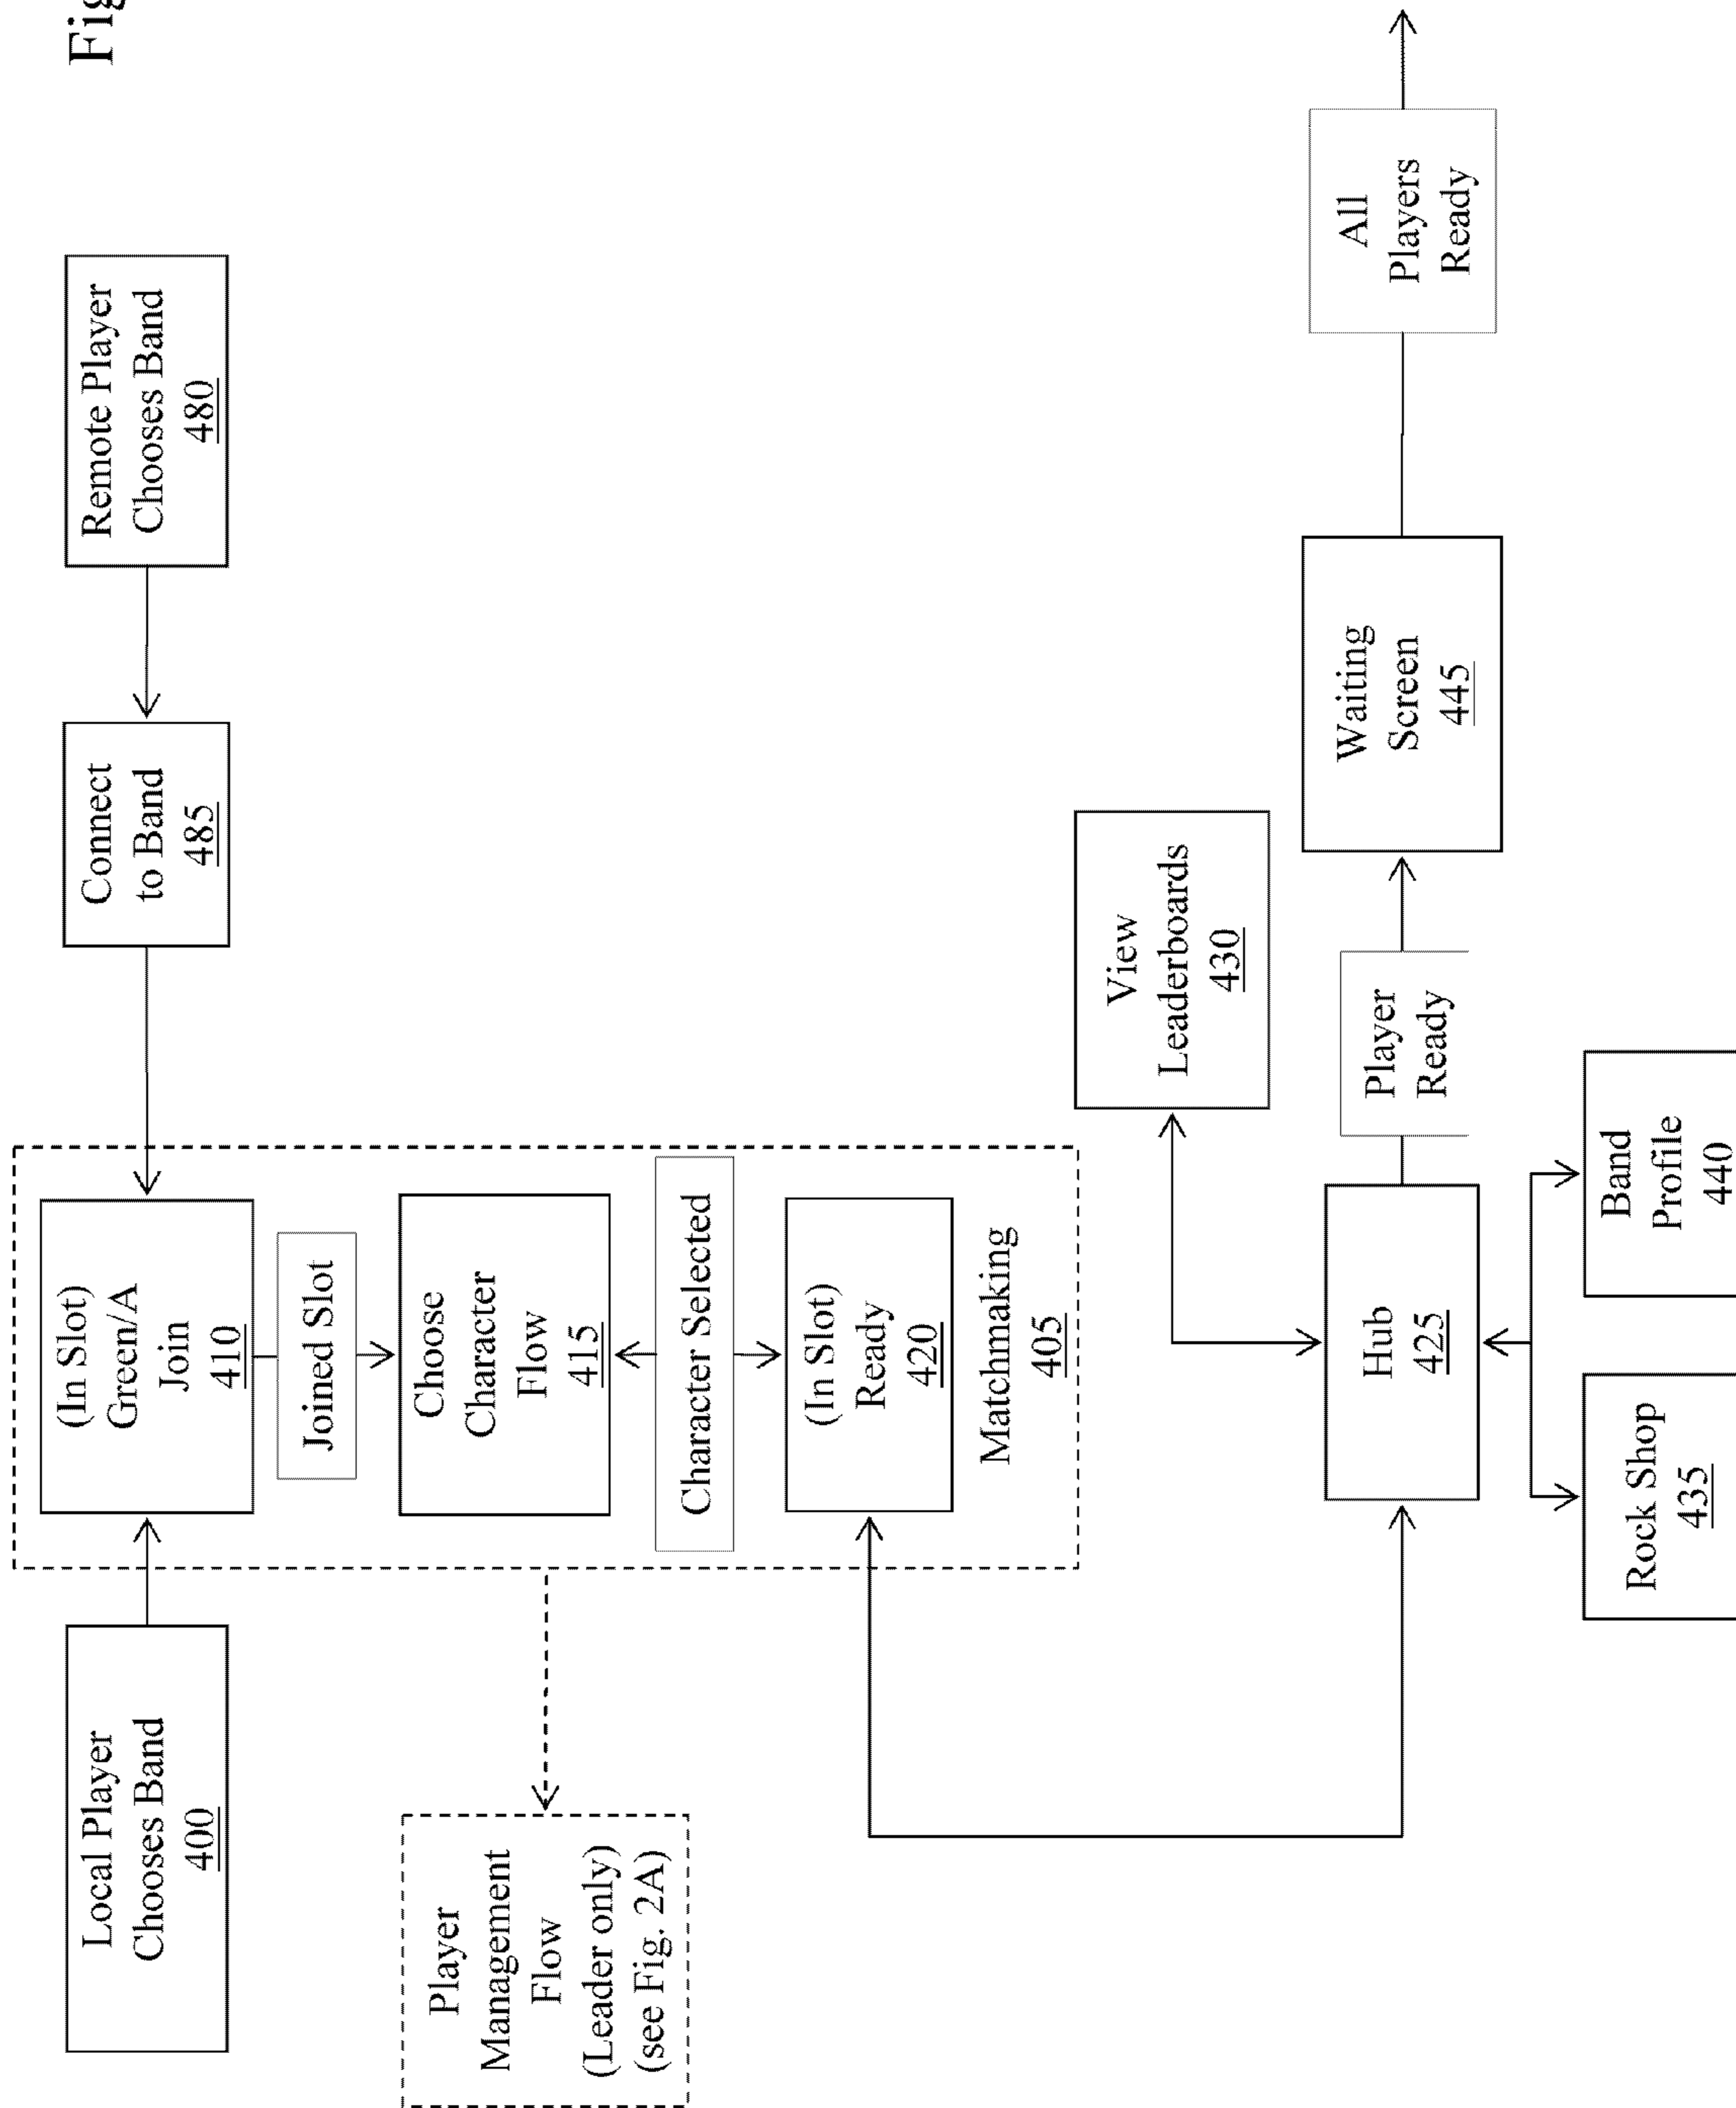 Fig
Local Player
Chooses Band
400
(In Slot)
Green/A
Join
410
Connect
to Band
485
Remote Player
Chooses Band
480
Joined Slot
Choose
Character
Flow
415
Character Selected
(In Slot)
Ready
420
Matchmaking
405
Player
Management
Flow
(Leader only)
(see Fig. 2A)
View
Leaderboards
430
Hub
425
Player
Ready
Waiting
Screen
445
All
Players
Ready
Rock Shop
435
Band
Profile
440